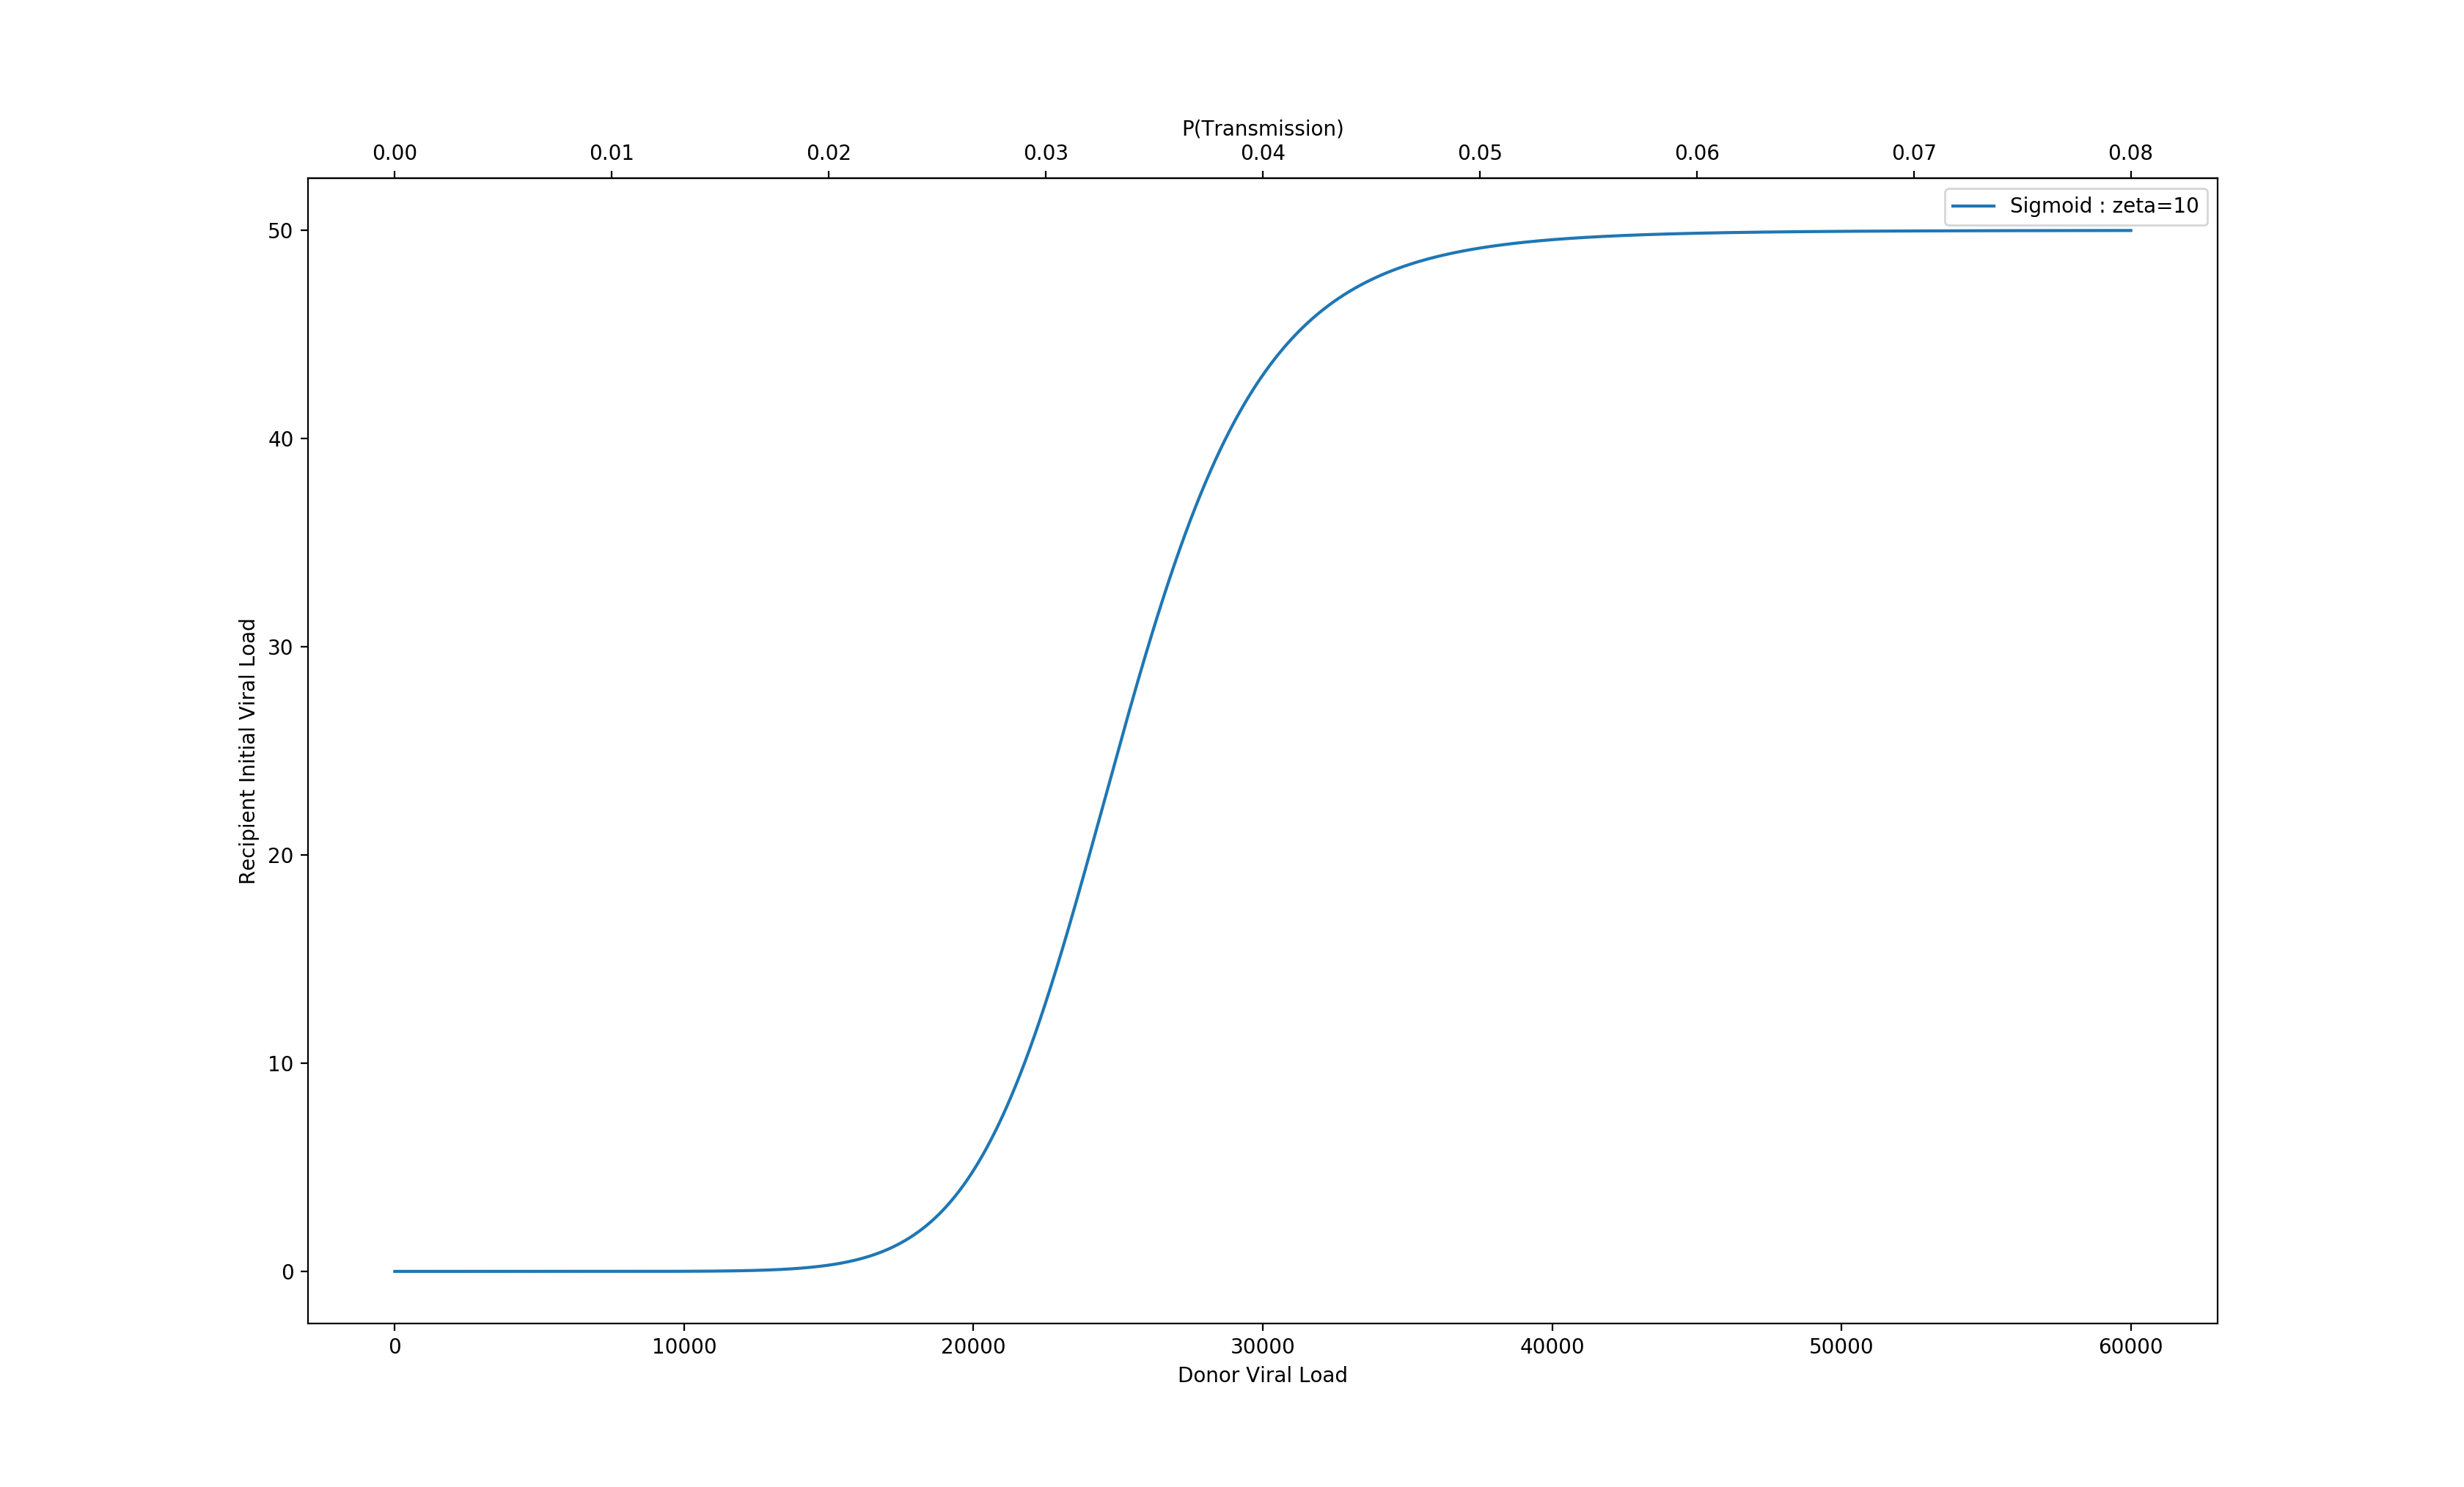 P(Transmission)
0.00 0.01 0.02 0.03 0.04 0.05 0.06 0.07 0.08
Sigmoid : zeta=10
50
40
30
20
10
0
Recipient Initial Viral Load
0 10000 20000 30000 40000 50000 60000
Donor Viral Load